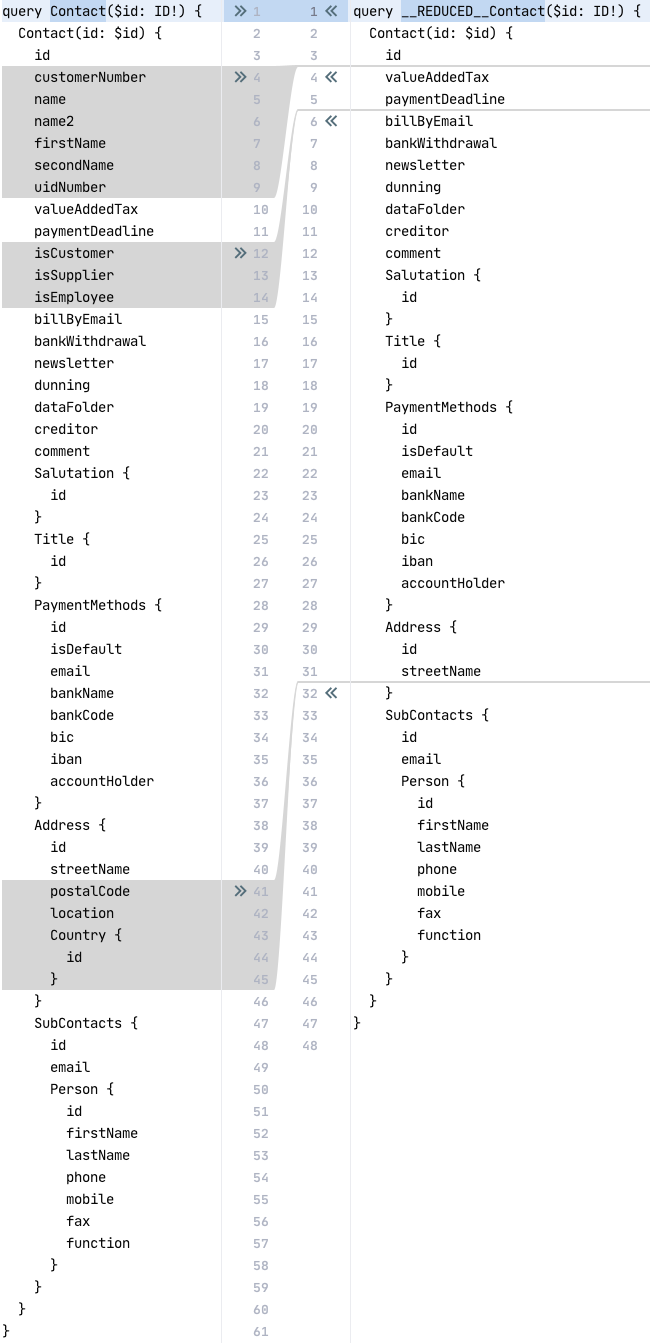 query Contact($id: ID!) {
  Contact(id: $id) {
    id
    customerNumber
    name
    name2
    firstName
    secondName
    uidNumber
    valueAddedTax
    paymentDeadline
    isCustomer
    isSupplier
    isEmployee
    billByEmail
    bankWithdrawal
    newsletter
    dunning
    dataFolder
    creditor
    comment
    Salutation {
      id
    }
    Title {
      id
    }
    PaymentMethods {
      id
      isDefault
      email
      bankName
      bankCode
      bic
      iban
      accountHolder
    }
    Address {
      id
      streetName
      postalCode
      location
      Country {
        id
      }
    }
    SubContacts {
      id
      email
      Person {
        id
        firstName
        lastName
        phone
        mobile
        fax
        function
      }
    }
  }
}
» 1
2
3
» 4
5
6
7
8
9
10
11
» 12
13
14
15
16
17
18
19
20
21
22
23
24
25
26
27
28
29
30
31
32
33
34
35
36
37
38
39
40
» 41
42
43
44
45
46
47
48
49
50
51
52
53
54
55
56
57
58
59
60
61
1 «
2
3
4 «
5
6 «
7
8
9
10
11
12
13
14
15
16
17
18
19
20
21
22
23
24
25
26
27
28
29
30
31
32 «
33
34
35
36
37
38
39
40
41
42
43
44
45
46
47
48
query __REDUCED__Contact($id: ID!) {
  Contact(id: $id) {
    id
    valueAddedTax
    paymentDeadline
    billByEmail
    bankWithdrawal
    newsletter
    dunning
    dataFolder
    creditor
    comment
    Salutation {
      id
    }
    Title {
      id
    }
    PaymentMethods {
      id
      isDefault
      email
      bankName
      bankCode
      bic
      iban
      accountHolder
    }
    Address {
      id
      streetName
    }
    SubContacts {
      id
      email
      Person {
        id
        firstName
        lastName
        phone
        mobile
        fax
        function
      }
    }
  }
}